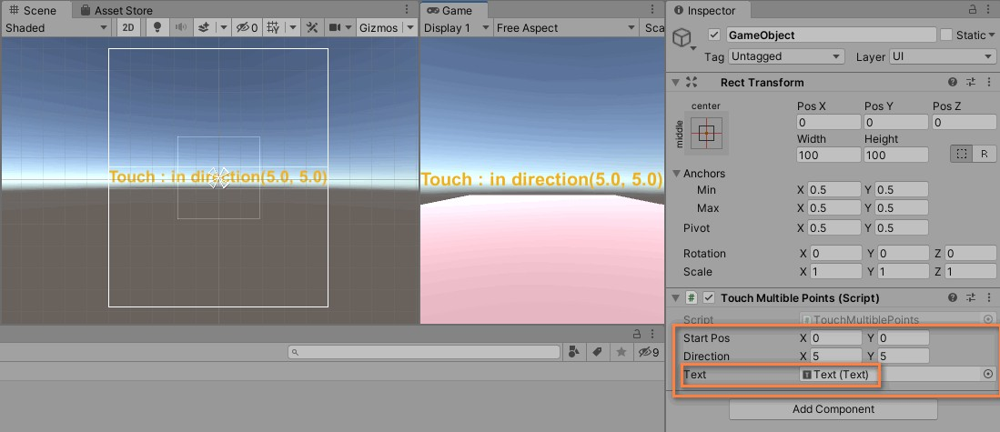 Scene
Asset Store
Shaded
2D
0
Gizmos
Touch : in direction(5.0, 5.0)
9
Game
Display 1
Free Aspect
Sca
Touch : in direction(5.0, 5.0)
Inspector
GameObject
Static
Tag Untagged Layer UI
Rect Transform
center
middle
Pos X Pos Y Pos Z
0 0 0
Width Height
100 100 R
Anchors
Min X 0.5 Y 0.5
Max X 0.5 Y 0.5
Pivot X 0.5 Y 0.5
Rotation X 0 Y 0 Z 0
Scale X 1 Y 1 Z 1
# Touch Multible Points (Script)
Script TouchMultiblePoints
Start Pos X 0 Y 0
Direction X 5 Y 5
Text T Text (Text)
Add Component